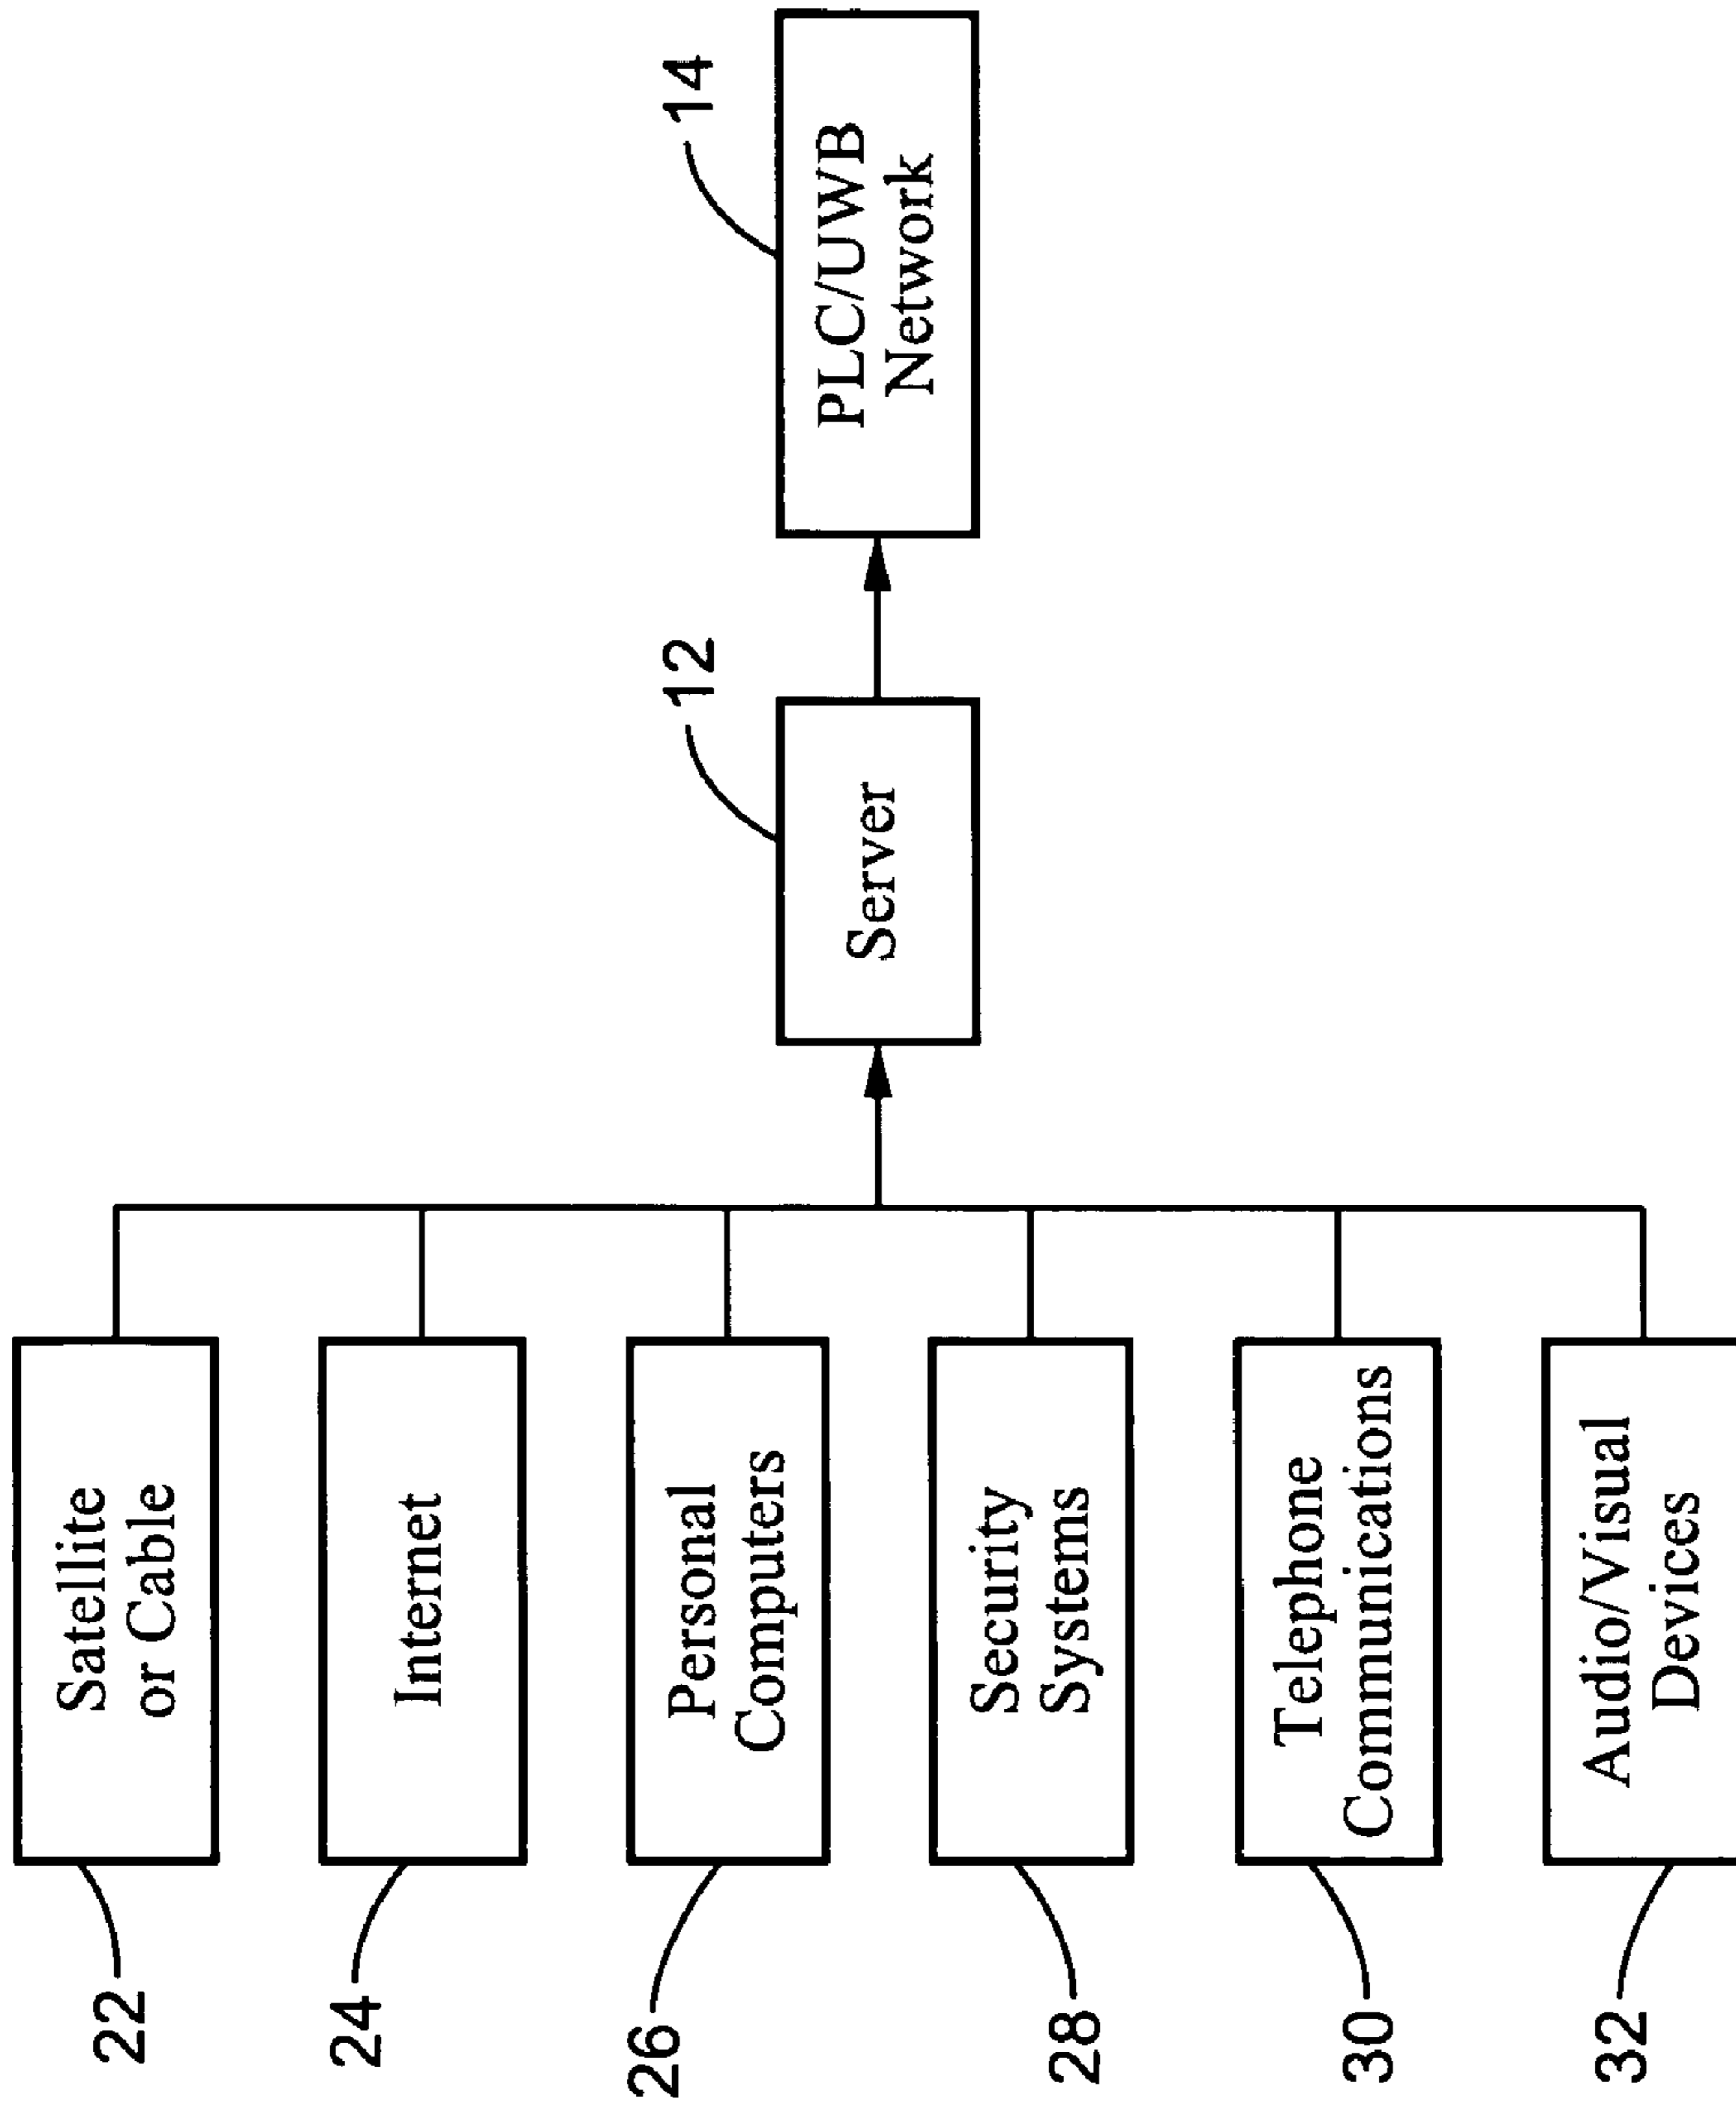 22
Satellite
or Cable
24
Internet
26
Personal
Computers
28
Security
Systems
30
Telephone
Communications
32
Audio/Visual
Devices
12
Server
14
PLC/UWB
Network